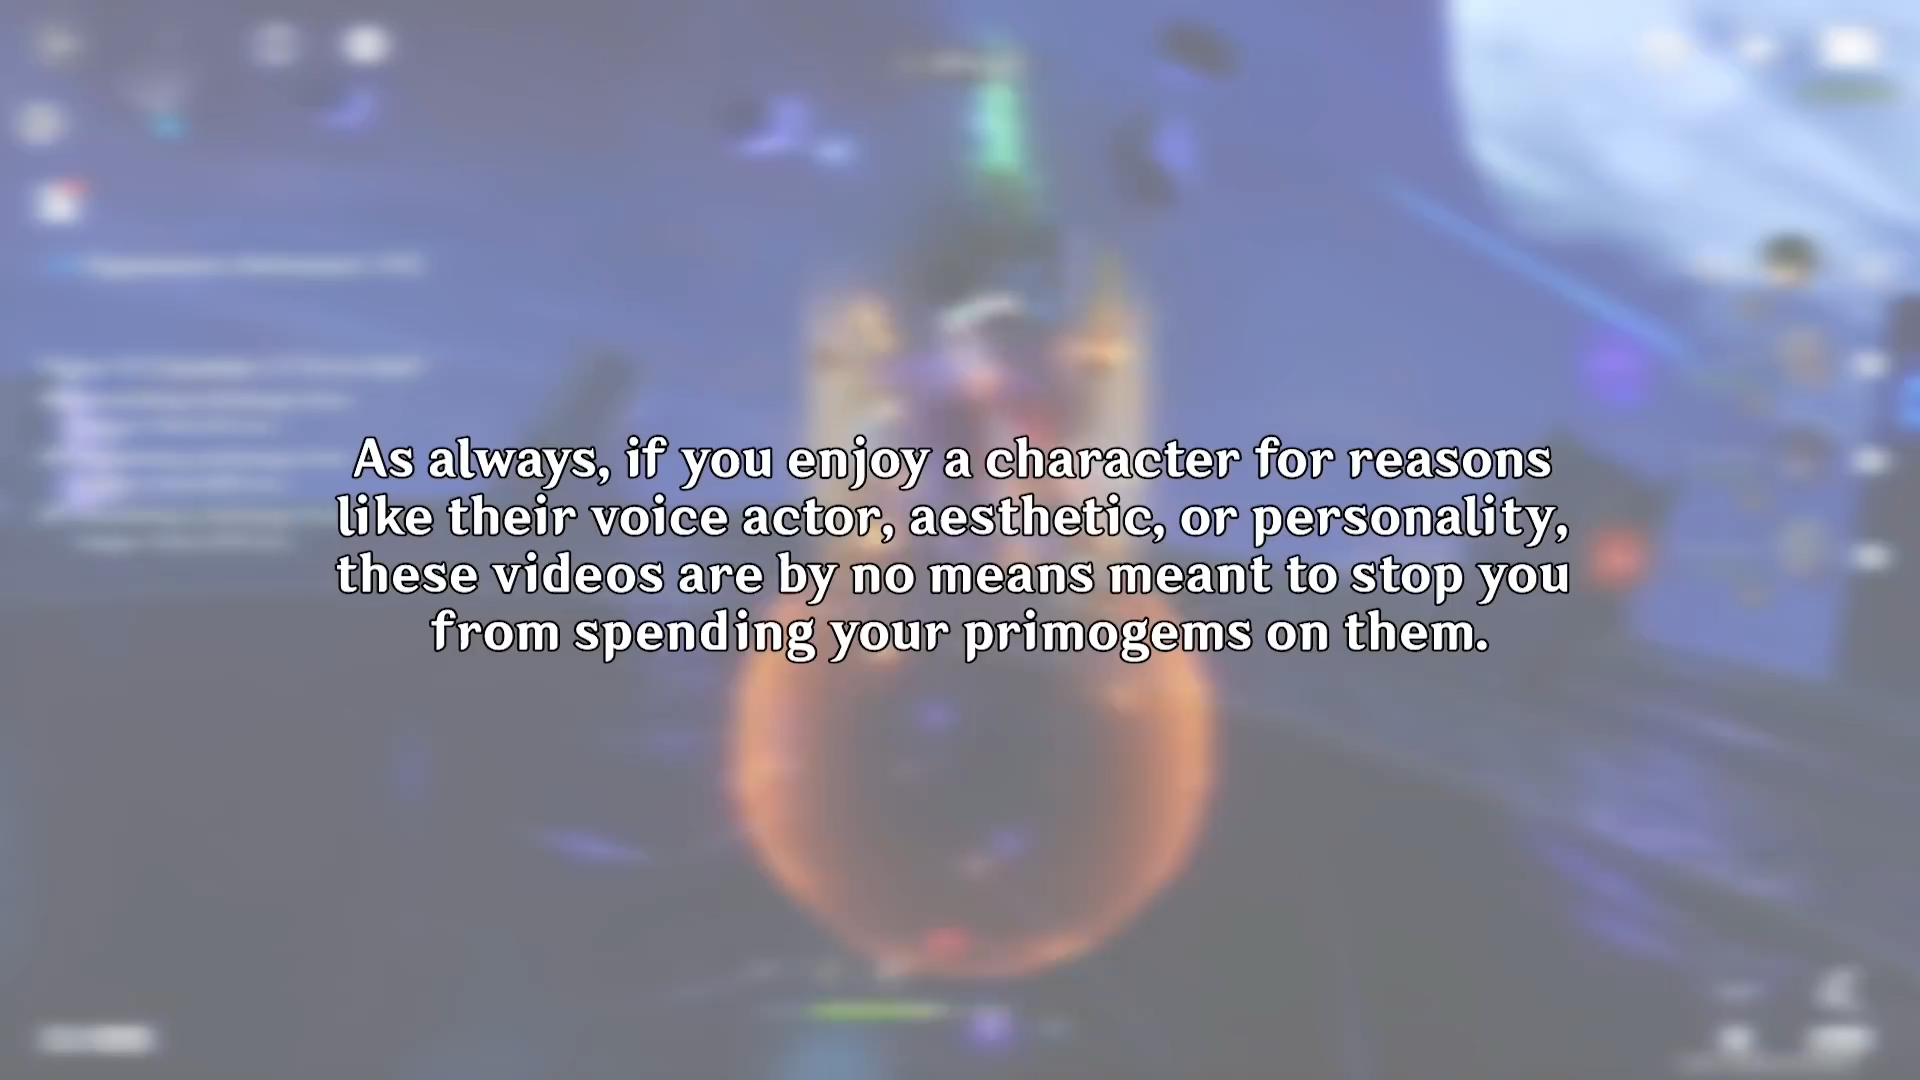 As always, if you enjoy a character for reasons
like their voice actor, aesthetic, or personality,
these videos are by no means meant to stop you
from spending your primogems on them.